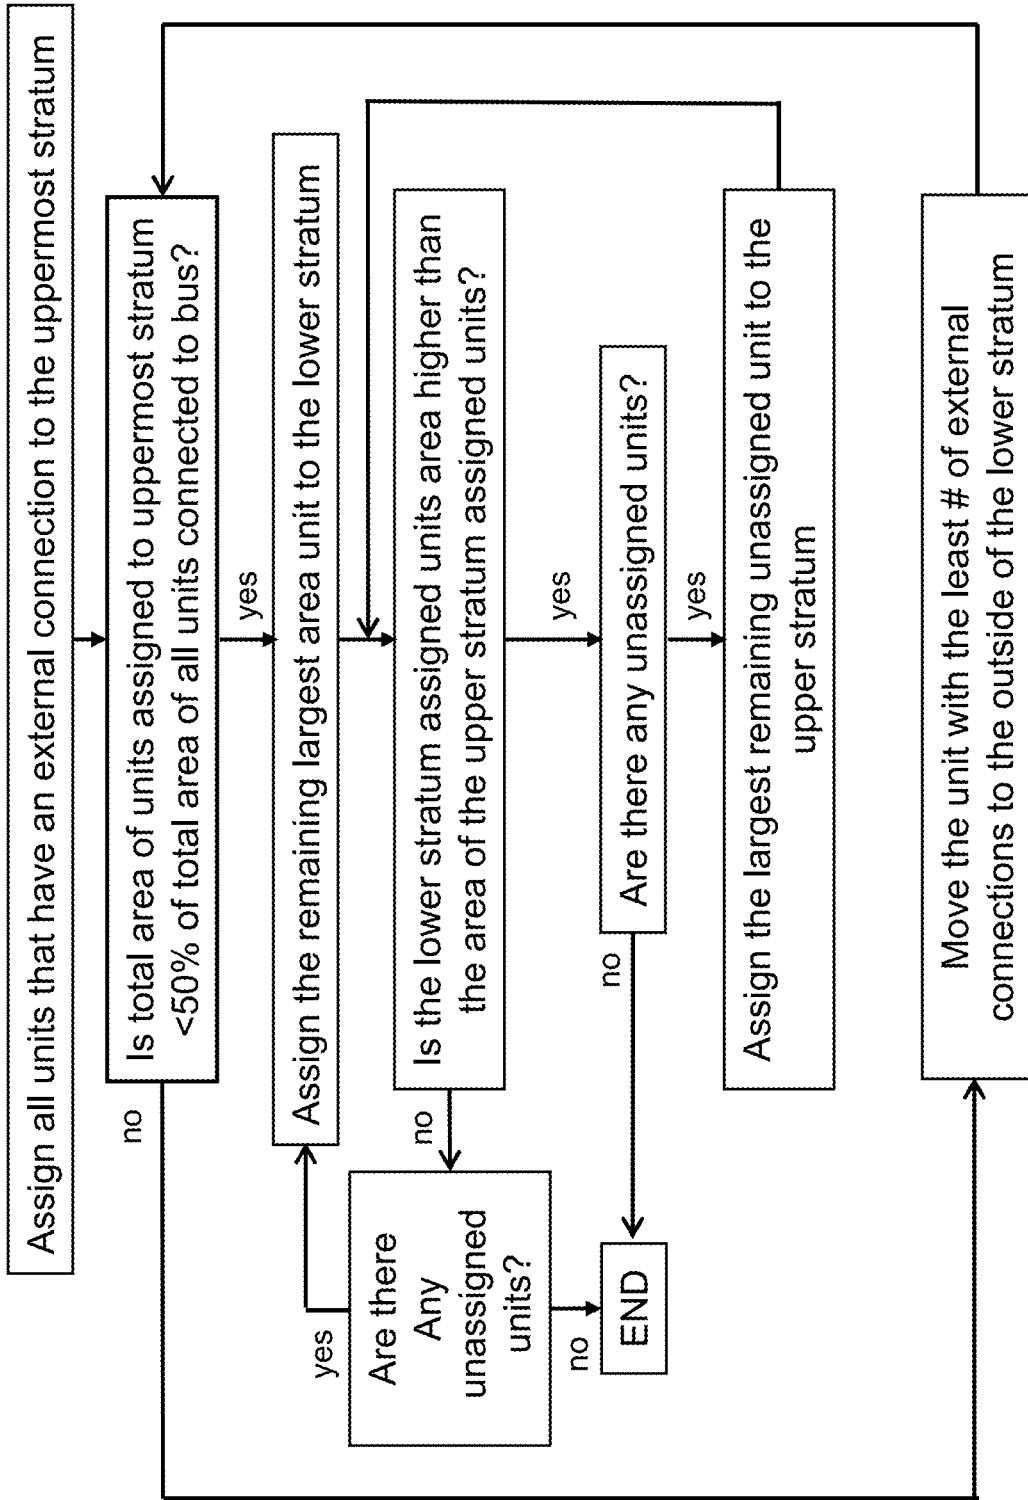 Assign all units that have an external connection to the uppermost stratum
Is total area of units assigned to uppermost stratum
<50% of total area of all units connected to bus?
no
yes
Assign the remaining largest area unit to the lower stratum
Is the lower stratum assigned units area higher than
the area of the upper stratum assigned units?
no
yes
Are there
Any
unassigned
units?
yes
no
Are there any unassigned units?
no
yes
END
Assign the largest remaining unassigned unit to the
upper stratum
Move the unit with the least # of external
connections to the outside of the lower stratum